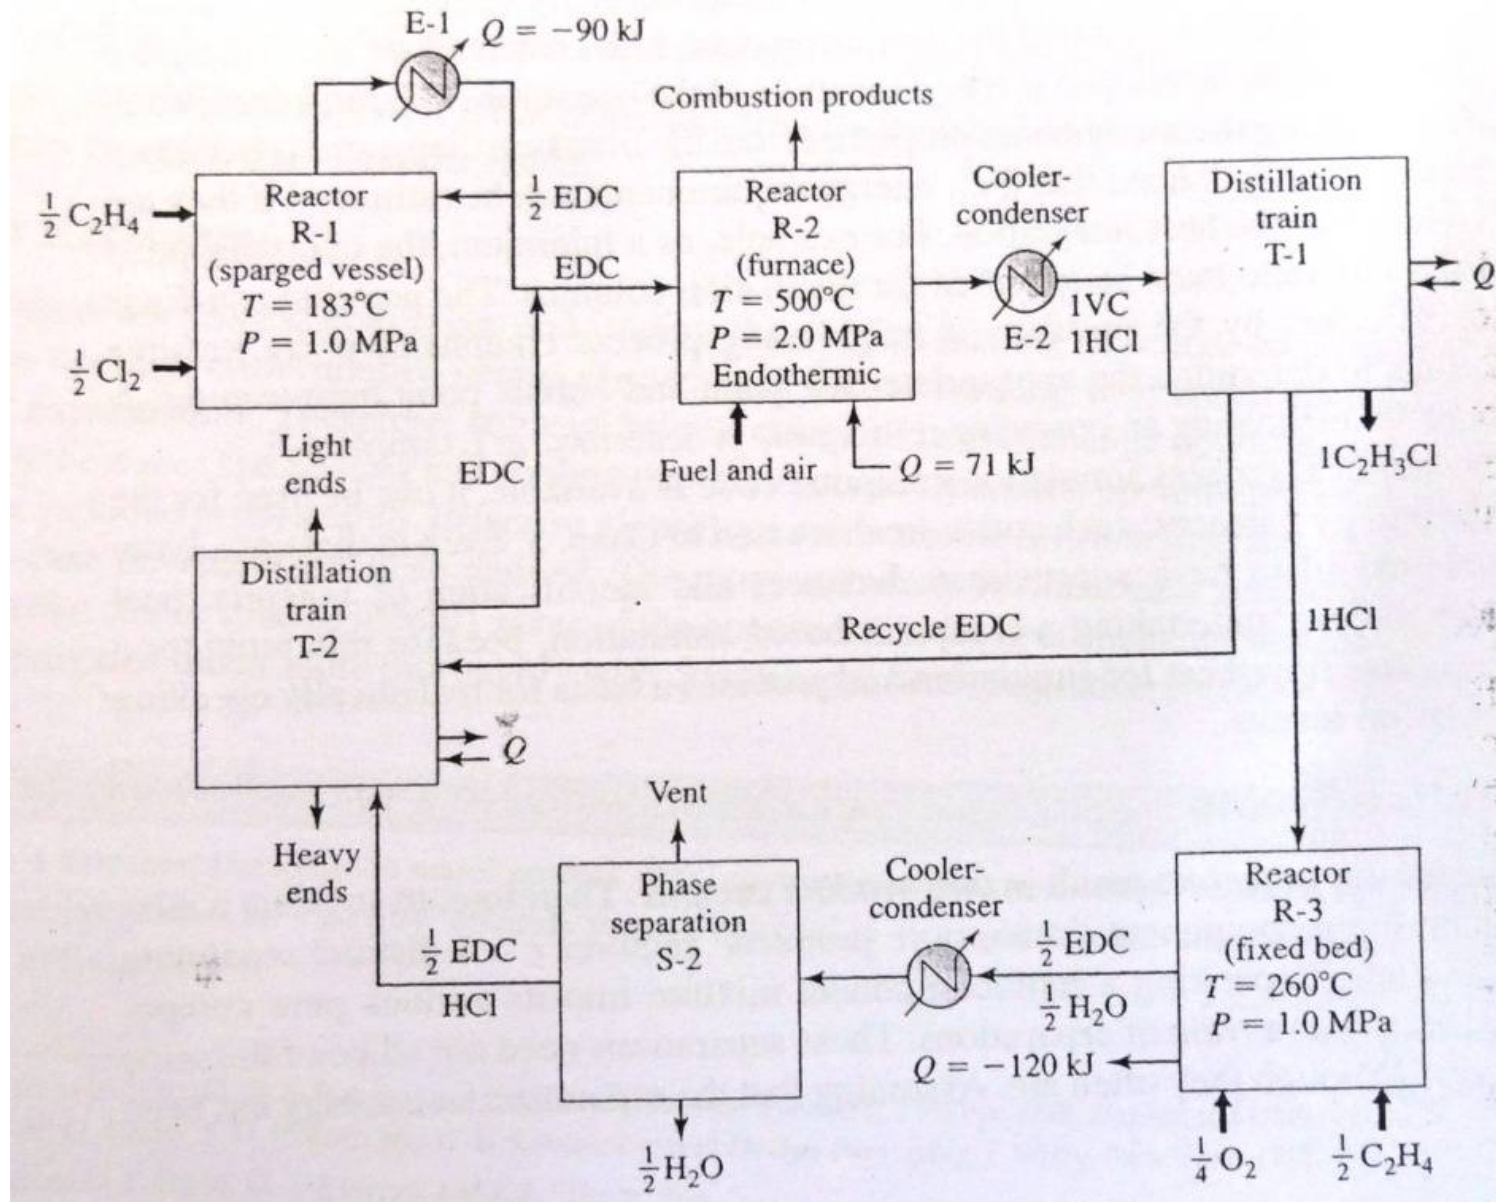 E-1
Q = −90 kJ
Combustion products
½ C₂H₄
½ Cl₂
Reactor
R-1
(sparged vessel)
T = 183°C
P = 1.0 MPa
½ EDC
EDC
Reactor
R-2
(furnace)
T = 500°C
P = 2.0 MPa
Endothermic
Cooler-
condenser
E-2
1VC
1HCl
Distillation
train
T-1
Q
Light
ends
EDC
Fuel and air
Q = 71 kJ
1C₂H₃Cl
Distillation
train
T-2
Q
Recycle EDC
1HCl
Heavy
ends
Vent
½ EDC
HCl
Phase
separation
S-2
Cooler-
condenser
½ EDC
½ H₂O
Q = −120 kJ
Reactor
R-3
(fixed bed)
T = 260°C
P = 1.0 MPa
½H₂O
¼O₂
½ C₂H₄